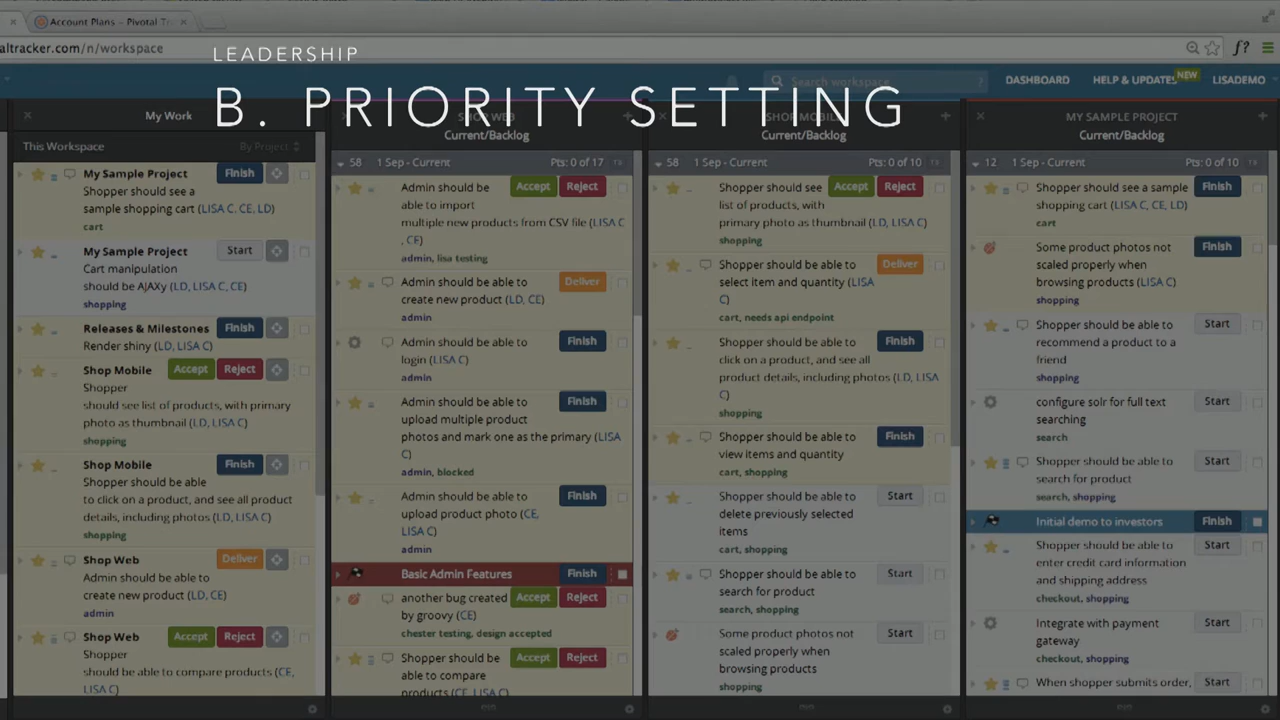 Account Plans – Pivotal Tr
altracker.com/n/workspace
f?
LEADERSHIP
B. PRIORITY SETTING
Search workspace
DASHBOARD
HELP & UPDATES
NEW
LISADEMO
My Work
This Workspace
By Project
My Sample Project
Finish
Shopper should see a
sample shopping cart (LISA C, CE, LD)
cart
My Sample Project
Start
Cart manipulation
should be AJAXy (LD, LISA C, CE)
shopping
Releases & Milestones
Finish
Render shiny (LD, LISA C)
Shop Mobile
Accept
Reject
Shopper
should see list of products, with primary
photo as thumbnail (LD, LISA C)
shopping
Shop Mobile
Finish
Shopper should be able
to click on a product, and see all product
details, including photos (LD, LISA C)
shopping
Shop Web
Deliver
Admin should be able to
create new product (LD, CE)
admin
Shop Web
Accept
Reject
Shopper
should be able to compare products (CE,
LISA C)
SHOP WEB
Current/Backlog
58
1 Sep - Current
Pts: 0 of 17
Admin should be
Accept
Reject
able to import
multiple new products from CSV file (LISA C
, CE)
admin, lisa testing
Admin should be able to
Deliver
create new product (LD, CE)
admin
Admin should be able to
Finish
login (LISA C)
admin
Admin should be able to
Finish
upload multiple product
photos and mark one as the primary (LISA
C)
admin, blocked
Admin should be able to
Finish
upload product photo (CE,
LISA C)
admin
Basic Admin Features
Finish
another bug created
Accept
Reject
by groovy (CE)
chester testing, design accepted
Shopper should be
Accept
Reject
able to compare
products (CE, LISA C)
SHOP MOBILE
Current/Backlog
58
1 Sep - Current
Pts: 0 of 10
Shopper should see
Accept
Reject
list of products, with
primary photo as thumbnail (LD, LISA C)
shopping
Shopper should be able to
Deliver
select item and quantity (LISA
C)
cart, needs api endpoint
Shopper should be able to
Finish
click on a product, and see all
product details, including photos (LD, LISA
C)
shopping
Shopper should be able to
Finish
view items and quantity
cart, shopping
Shopper should be able to
Start
delete previously selected
items
cart, shopping
Shopper should be able to
Start
search for product
search, shopping
Some product photos not
Start
scaled properly when
browsing products
shopping
MY SAMPLE PROJECT
Current/Backlog
12
1 Sep - Current
Pts: 0 of 10
Shopper should see a sample
Finish
shopping cart (LISA C, CE, LD)
cart
Some product photos not
Finish
scaled properly when
browsing products (LISA C)
shopping
Shopper should be able to
Start
recommend a product to a
friend
shopping
configure solr for full text
Start
searching
search
Shopper should be able to
Start
search for product
search, shopping
Initial demo to investors
Finish
Shopper should be able to
Start
enter credit card information
and shipping address
checkout, shopping
Integrate with payment
Start
gateway
checkout, shopping
When shopper submits order,
Start